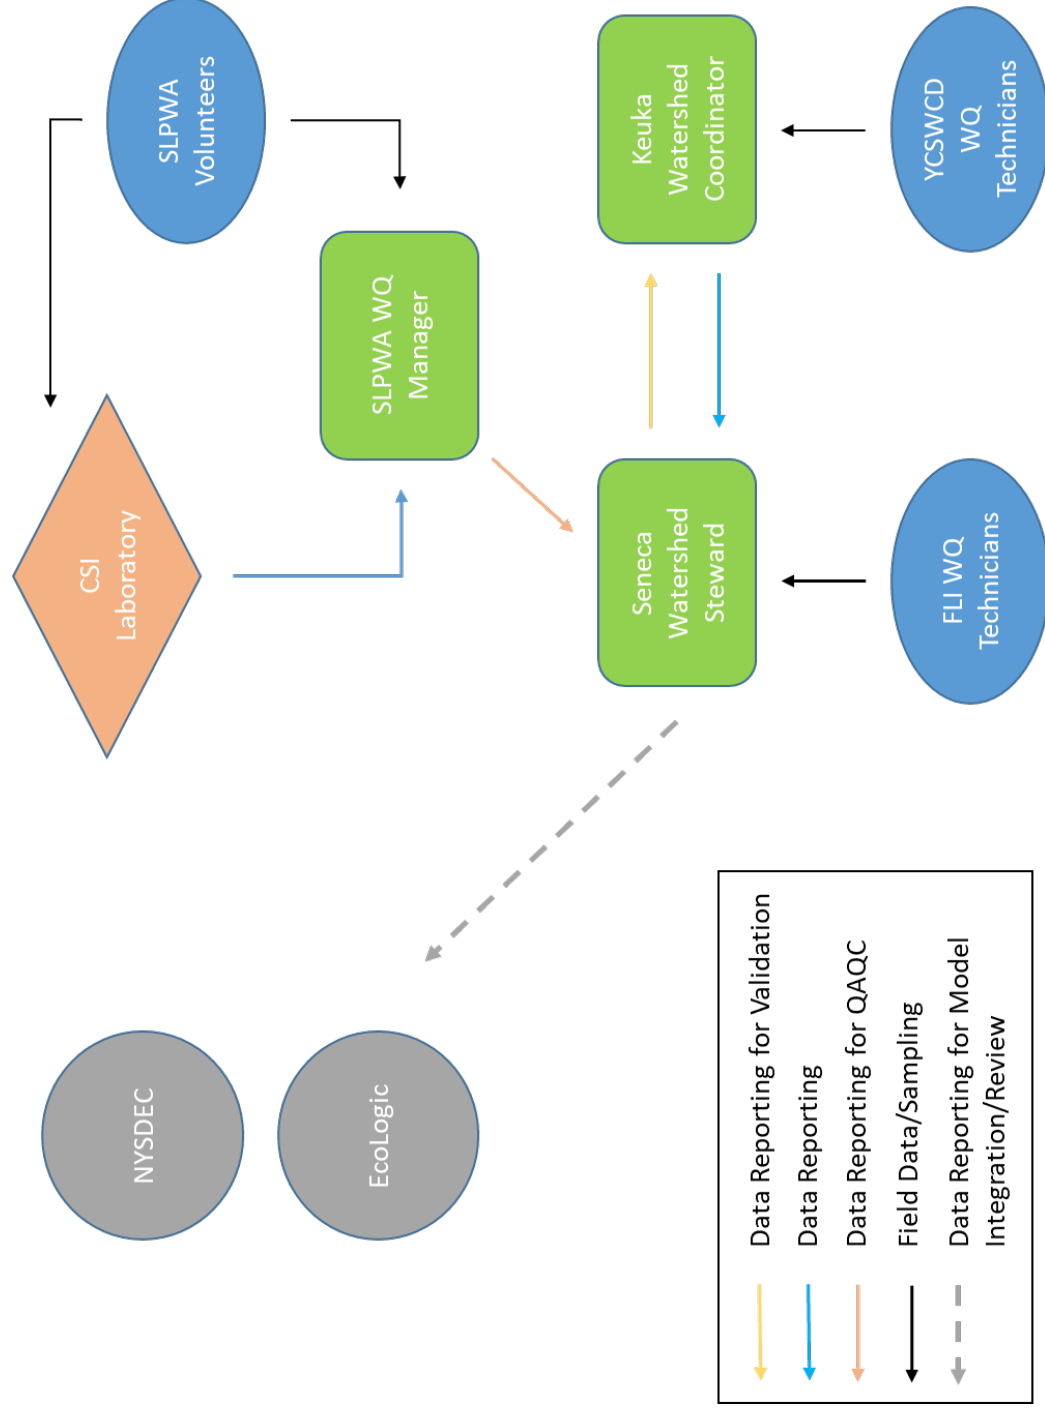 NYSDEC
EcoLogic
CSI
Laboratory
SLPWA
Volunteers
SLPWA WQ
Manager
Seneca
Watershed
Steward
Keuka
Watershed
Coordinator
FLI WQ
Technicians
YCSWCD
WQ
Technicians
Data Reporting for Validation
Data Reporting
Data Reporting for QAQC
Field Data/Sampling
Data Reporting for Model
Integration/Review